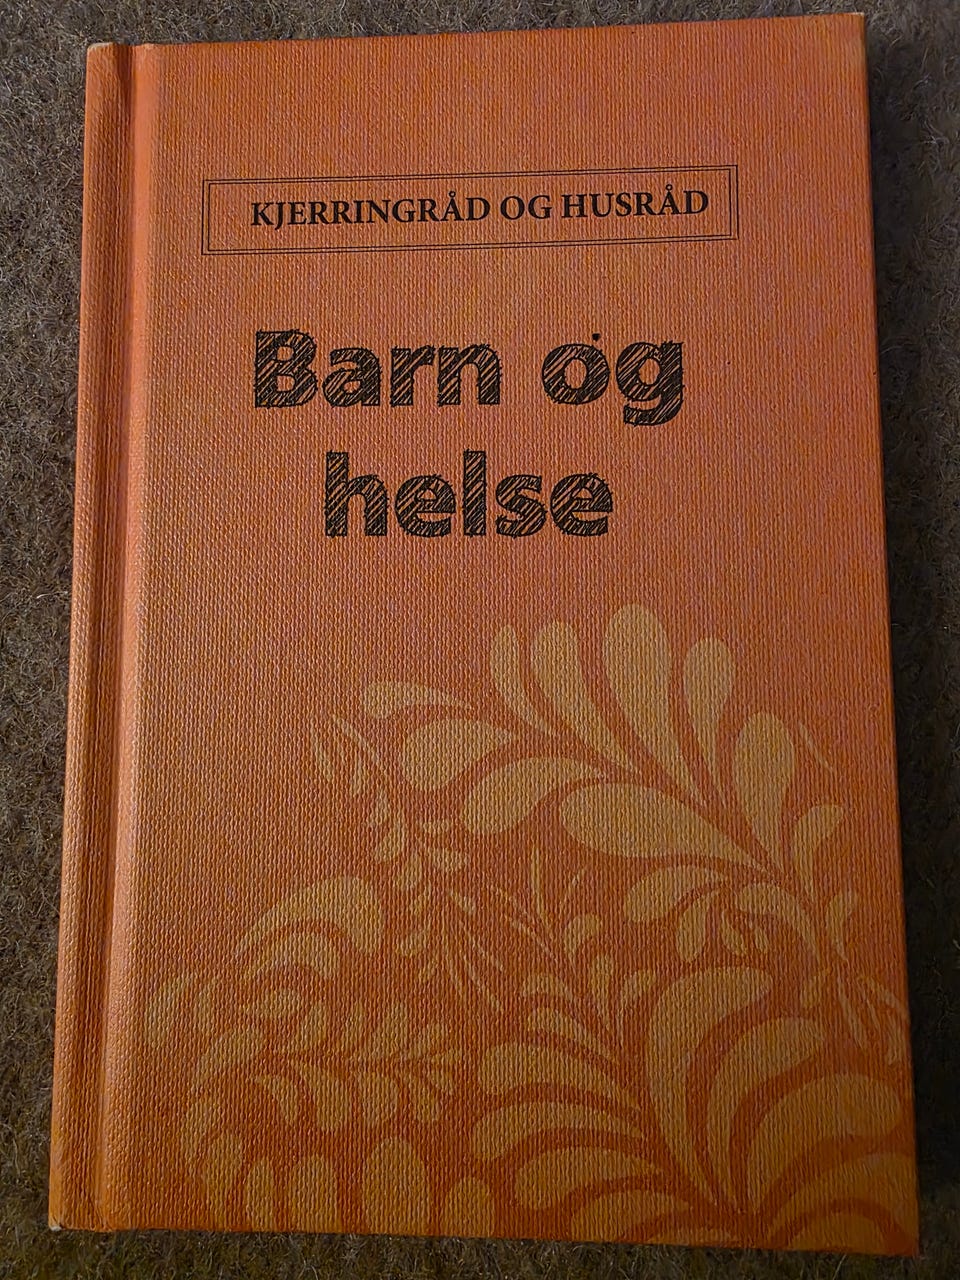 KJERRINGRÅD OG HUSRÅD
Barn og
helse